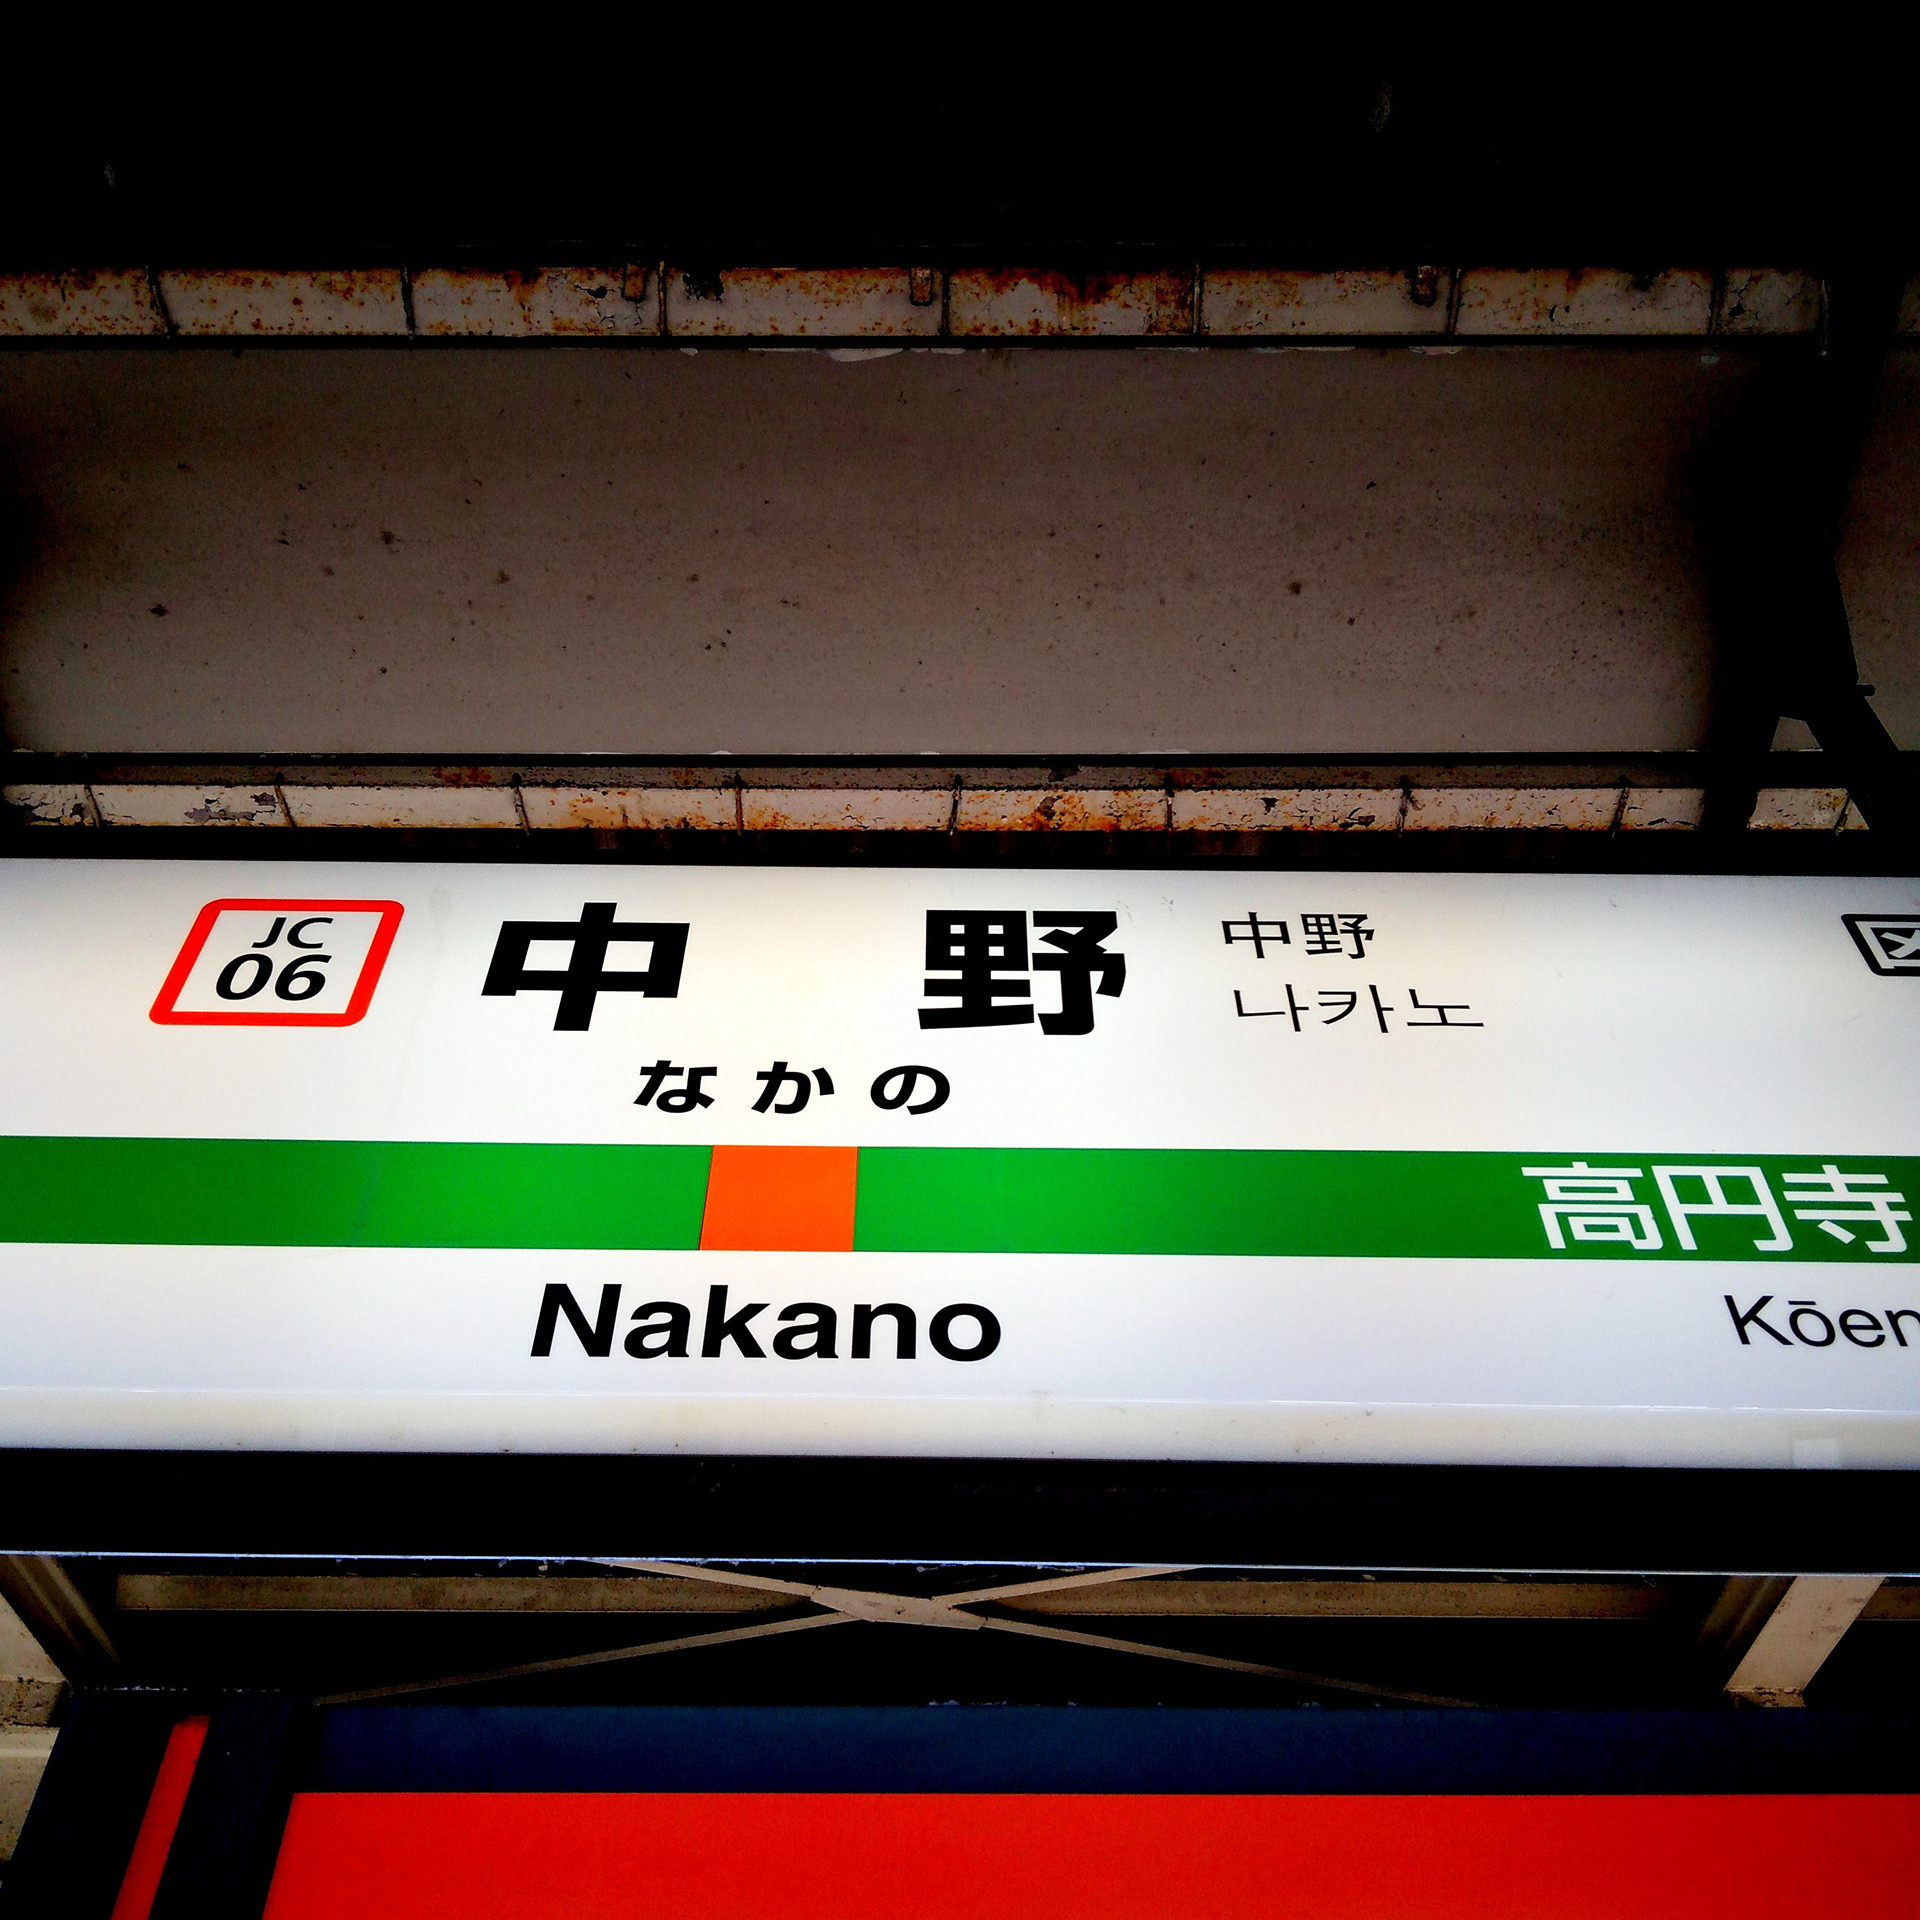 JC
06
中野
中野
나카노
なかの
高円寺
Nakano
Kōen